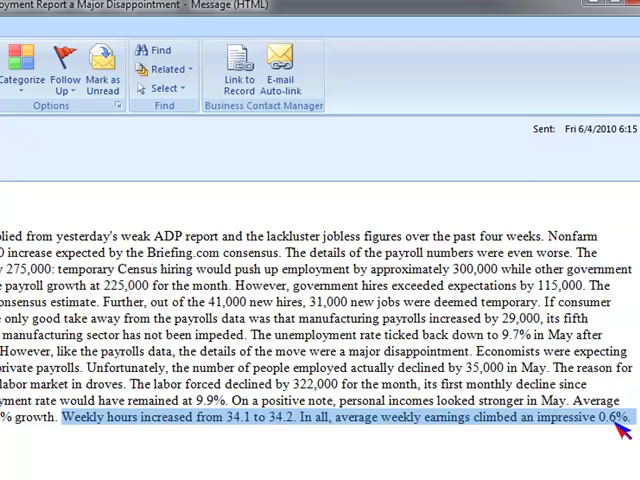 oyment Report a Major Disappointment - Message (HTML)
Categorize
Follow Up
Mark as Unread
Find
Related
Select
Link to Record
E-mail Auto-link
Options
Find
Business Contact Manager
Sent: Fri 6/4/2010 6:15
plied from yesterday's weak ADP report and the lackluster jobless figures over the past four weeks. Nonfarm
0 increase expected by the Briefing.com consensus. The details of the payroll numbers were even worse. The
y 275,000: temporary Census hiring would push up employment by approximately 300,000 while other government
e payroll growth at 225,000 for the month. However, government hires exceeded expectations by 115,000. The
onsensus estimate. Further, out of the 41,000 new hires, 31,000 new jobs were deemed temporary. If consumer
e only good take away from the payrolls data was that manufacturing payrolls increased by 29,000, its fifth
manufacturing sector has not been impeded. The unemployment rate ticked back down to 9.7% in May after
However, like the payrolls data, the details of the move were a major disappointment. Economists were expecting
private payrolls. Unfortunately, the number of people employed actually declined by 35,000 in May. The reason for
labor market in droves. The labor forced declined by 322,000 for the month, its first monthly decline since
yment rate would have remained at 9.9%. On a positive note, personal incomes looked stronger in May. Average
% growth. Weekly hours increased from 34.1 to 34.2. In all, average weekly earnings climbed an impressive 0.6%.